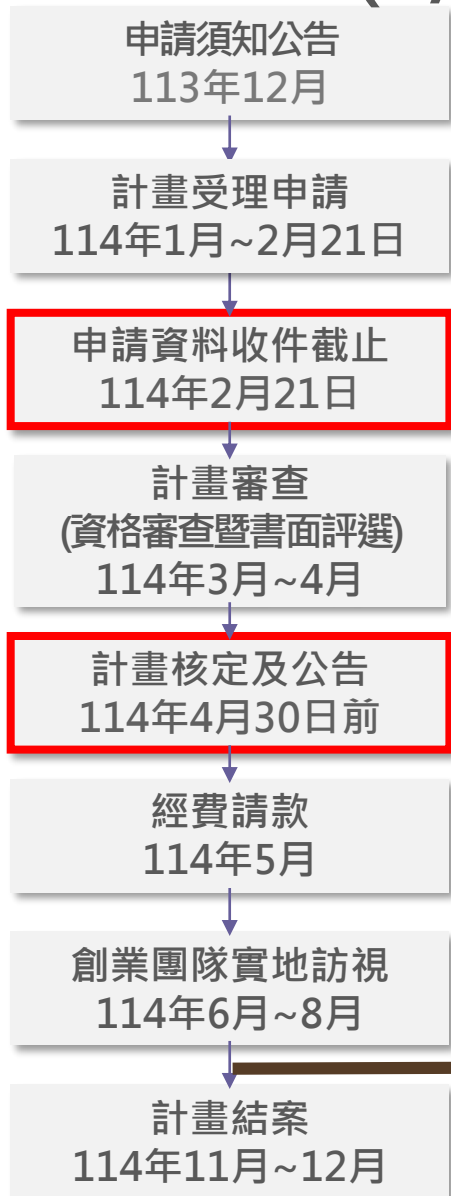 申請須知公告
113年12月
計畫受理申請
114年1月~2月21日
申請資料收件截止
114年2月21日
計畫審查
(資格審查暨書面評選)
114年3月~4月
計畫核定及公告
114年4月30日前
經費請款
114年5月
創業團隊實地訪視
114年6月~8月
計畫結案
114年11月~12月